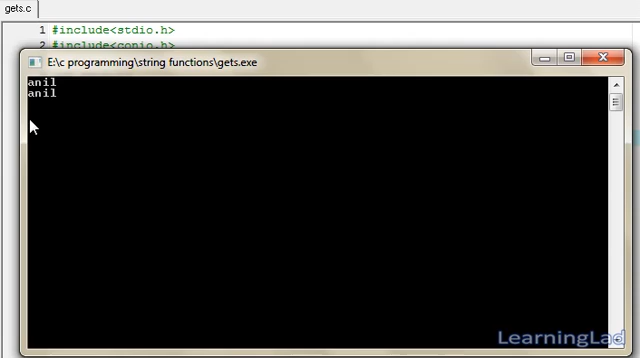 gets.c
1 #include<stdio.h>
2 #include<conio.h>
E:\c programming\string functions\gets.exe
anil
anil
LearningLad